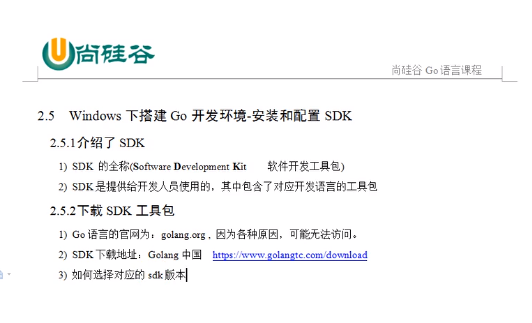 尚硅谷
尚硅谷 Go 语言课程
2.5 Windows 下搭建 Go 开发环境-安装和配置 SDK
2.5.1介绍了 SDK
1) SDK 的全称(Software Development Kit 软件开发工具包)
2) SDK 是提供给开发人员使用的，其中包含了对应开发语言的工具包
2.5.2下载 SDK 工具包
1) Go 语言的官网为：golang.org , 因为各种原因，可能无法访问。
2) SDK 下载地址：Golang 中国 https://www.golangtc.com/download
3) 如何选择对应的 sdk 版本